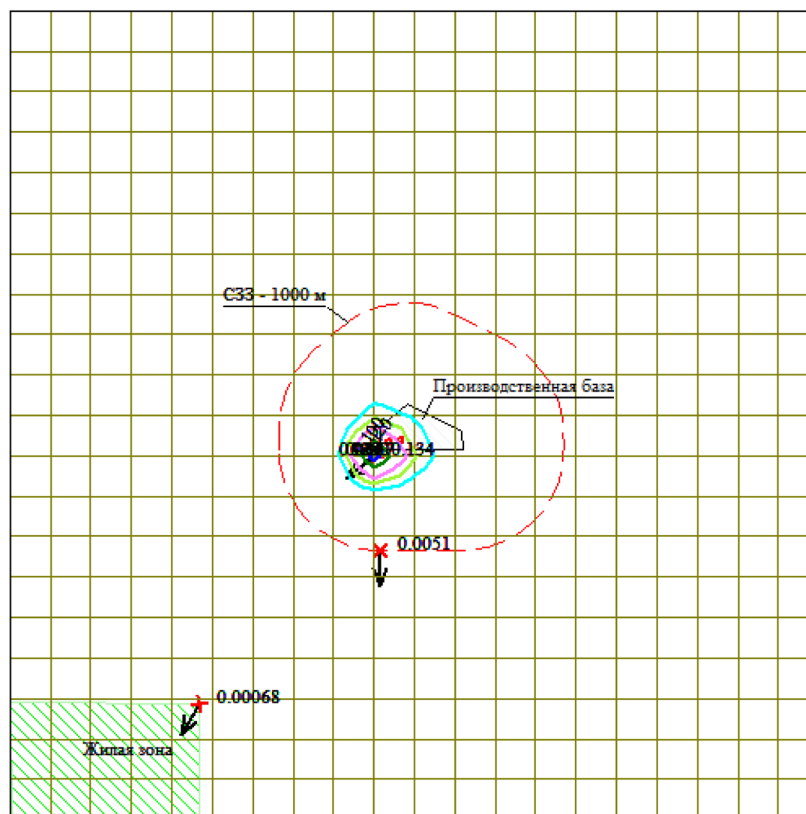 СЗЗ - 1000 м
Производственная база
0.134
0.0051
0.00068
Жилая зона